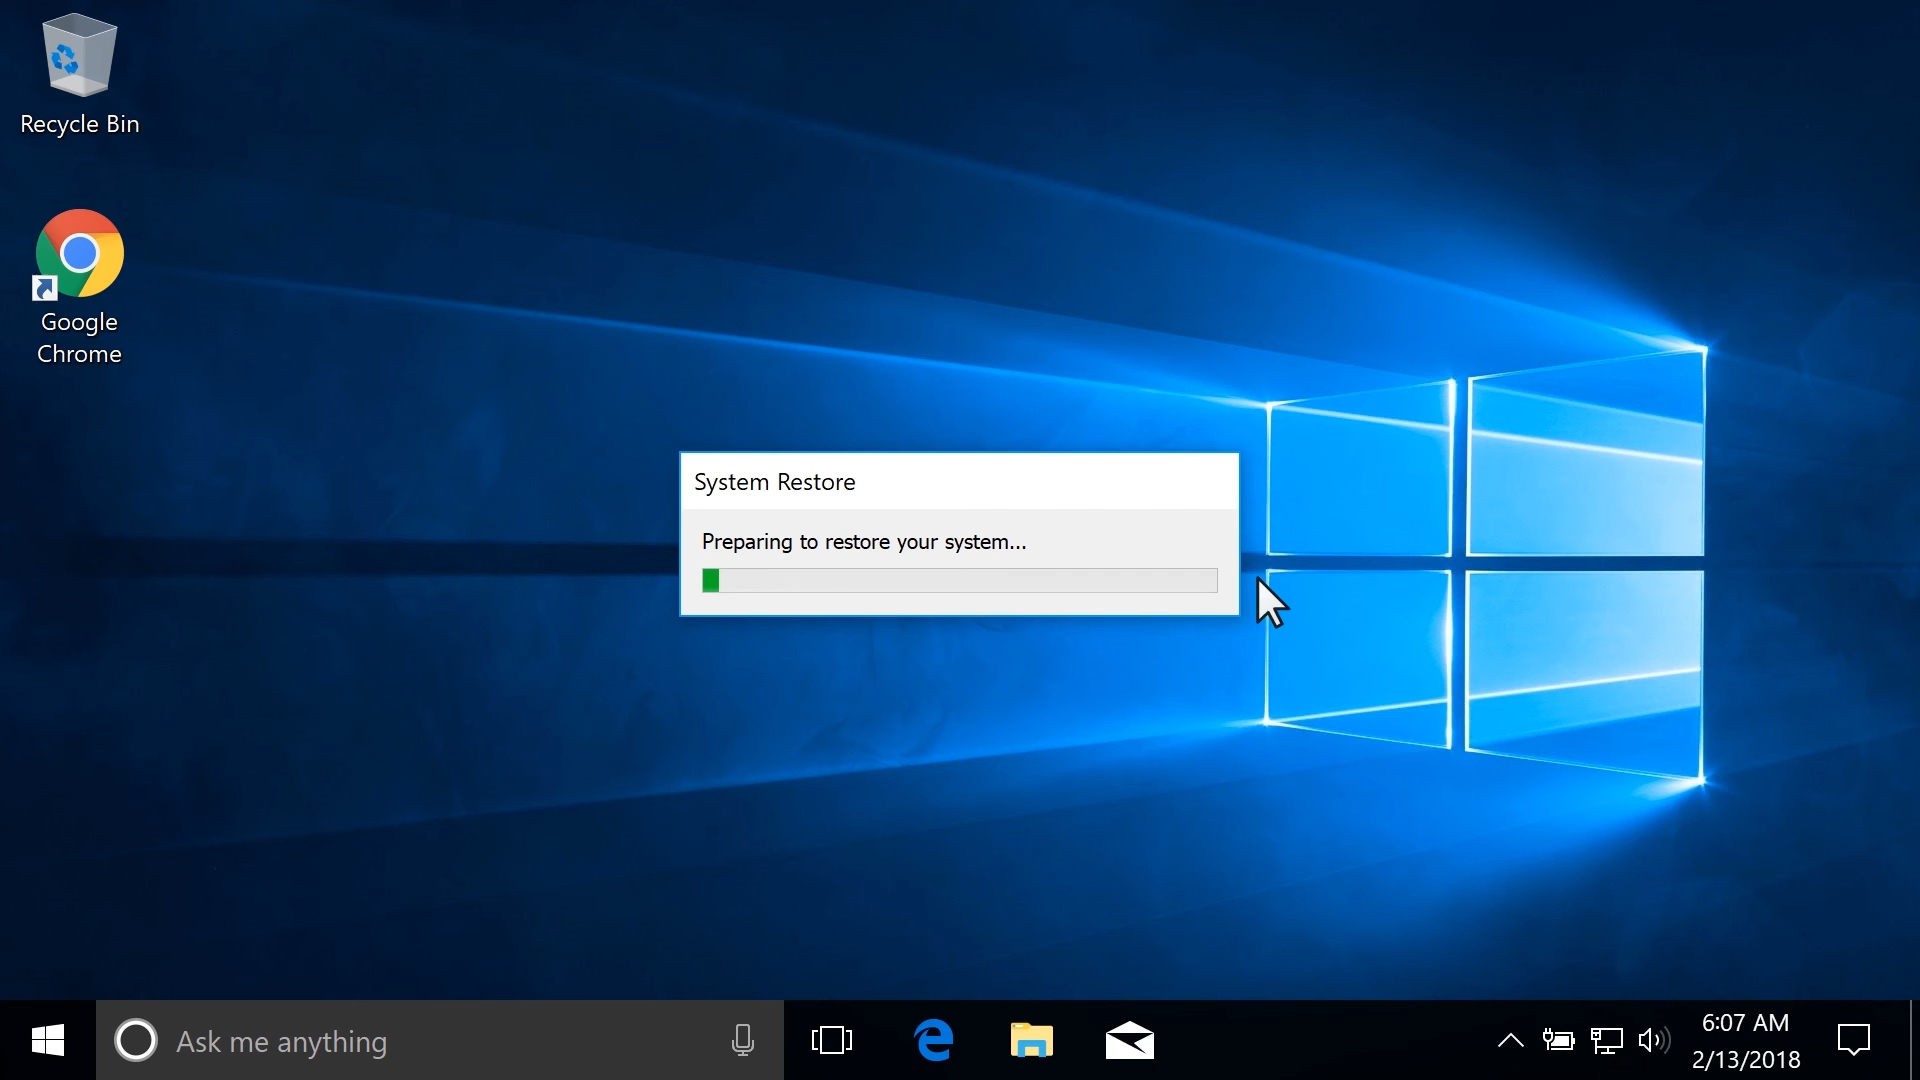 Recycle Bin
Google
Chrome
System Restore
Preparing to restore your system...
Ask me anything
6:07 AM
2/13/2018